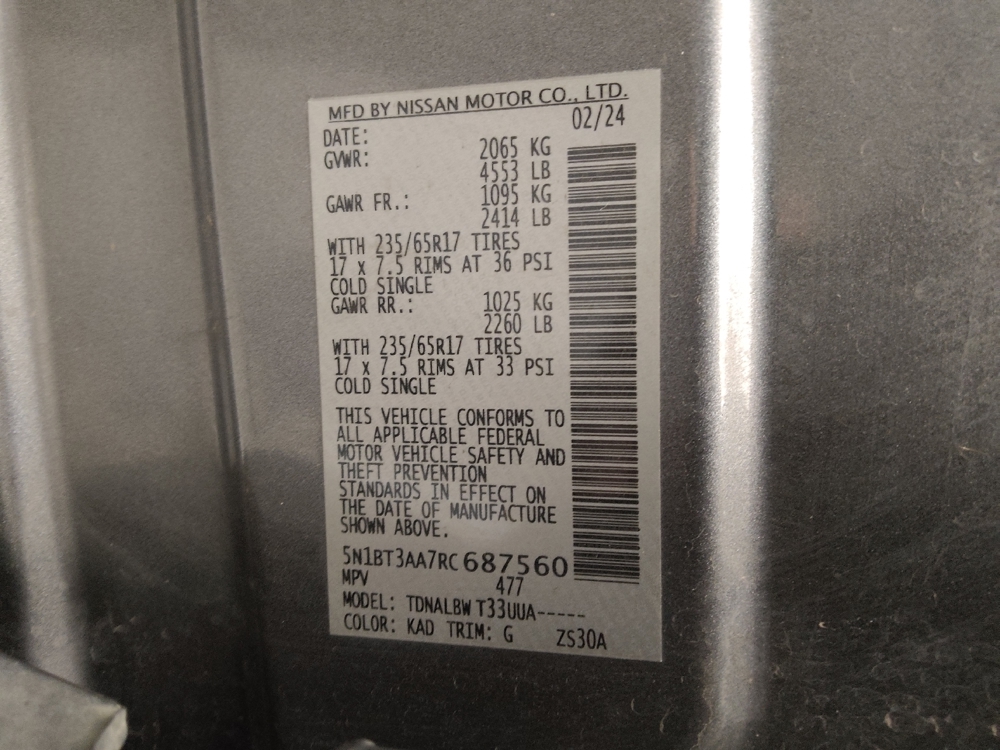 MFD BY NISSAN MOTOR CO., LTD.
DATE: 02/24
GVWR: 2065 KG
4553 LB
GAWR FR.: 1095 KG
2414 LB
WITH 235/65R17 TIRES
17 x 7.5 RIMS AT 36 PSI
COLD SINGLE
GAWR RR.: 1025 KG
2260 LB
WITH 235/65R17 TIRES
17 x 7.5 RIMS AT 33 PSI
COLD SINGLE
THIS VEHICLE CONFORMS TO
ALL APPLICABLE FEDERAL
MOTOR VEHICLE SAFETY AND
THEFT PREVENTION
STANDARDS IN EFFECT ON
THE DATE OF MANUFACTURE
SHOWN ABOVE.
5N1BT3AA7RC687560
MPV 477
MODEL: TDNALBW T33UUA-----
COLOR: KAD TRIM: G ZS30A